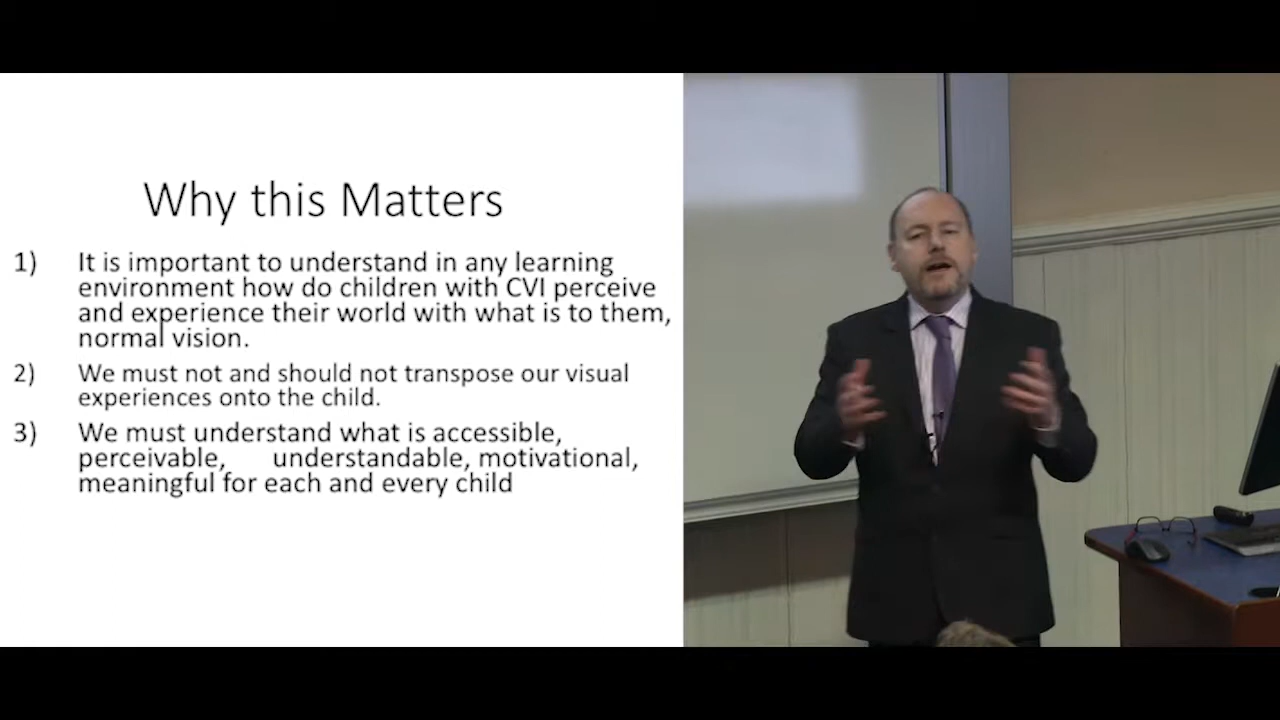 Why this Matters
1) It is important to understand in any learning
environment how do children with CVI perceive
and experience their world with what is to them,
normal vision.
2) We must not and should not transpose our visual
experiences onto the child.
3) We must understand what is accessible,
perceivable, understandable, motivational,
meaningful for each and every child